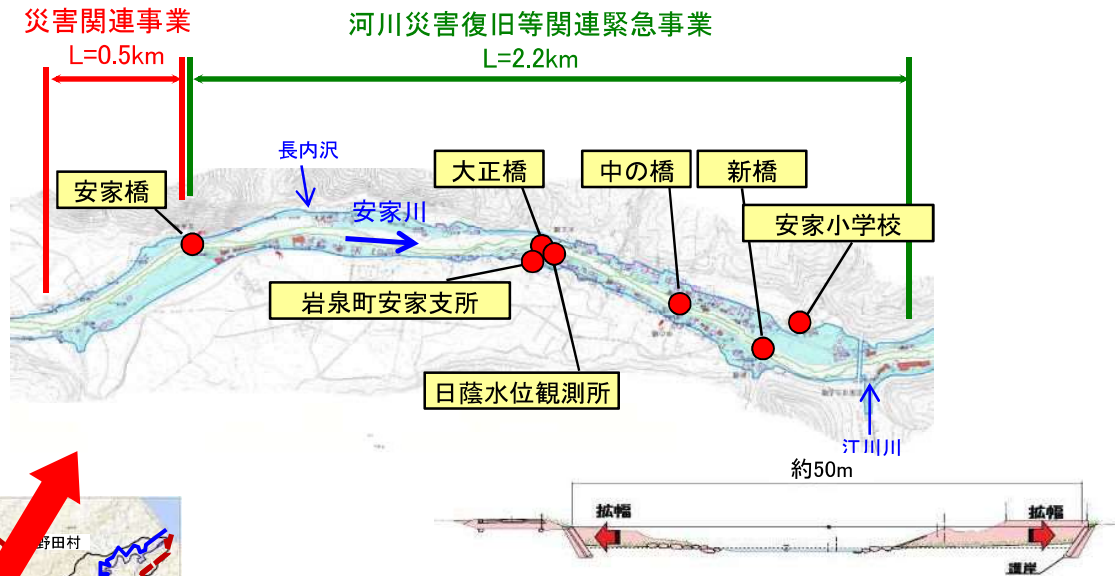 災害関連事業
L=0.5km
河川災害復旧等関連緊急事業
L=2.2km
長内沢
大正橋
中の橋
新橋
安家橋
安家川
安家小学校
岩泉町安家支所
日蔭水位観測所
江川川
約50m
拡幅
拡幅
護岸
野田村